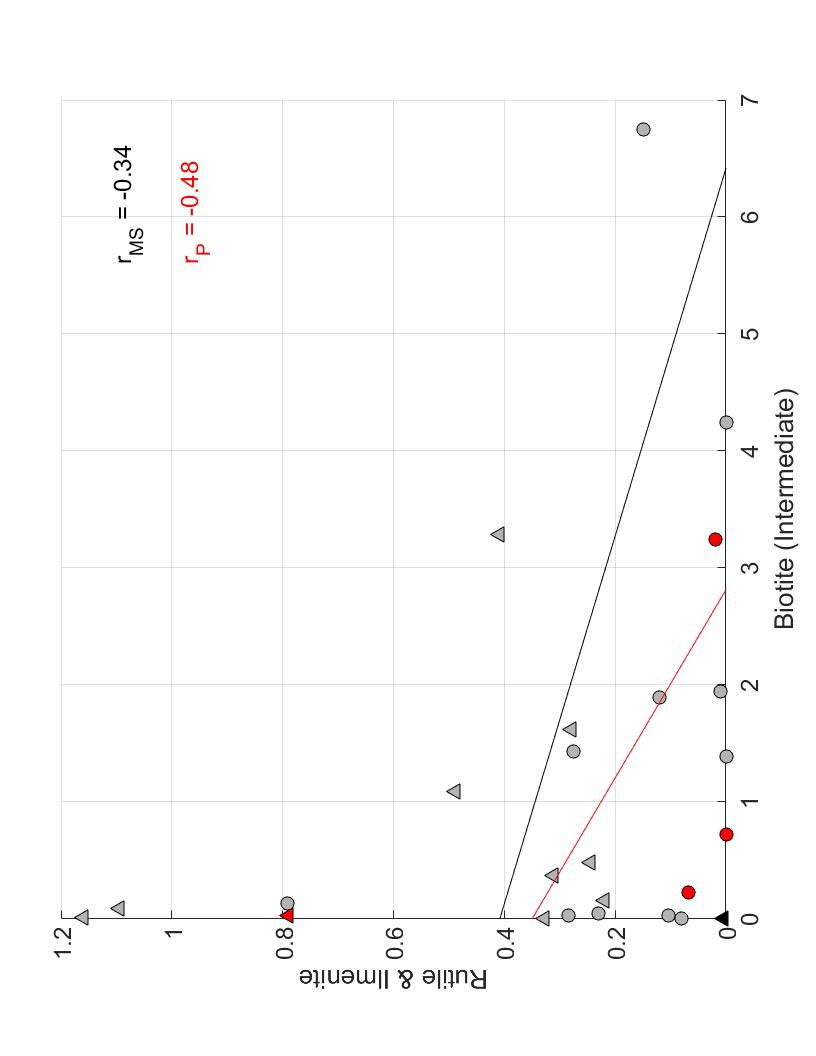 1.2
1
0.8
0.6
0.4
0.2
0
0 1 2 3 4 5 6 7
Rutile & Ilmenite
Biotite (Intermediate)
r_MS = -0.34
r_P = -0.48